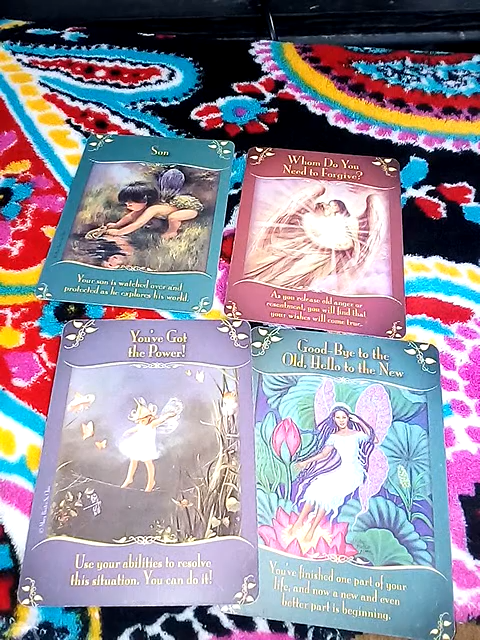 Son
Your son is watched over and
protected as he explores his world.
Whom Do You
Need to Forgive?
As you release old anger or
resentment, you will find that
your wishes will come true.
You've Got
the Power!
Use your abilities to resolve
this situation. You can do it!
Good-Bye to the
Old, Hello to the New
You've finished one part of your
life, and now a new and even
better part is beginning.